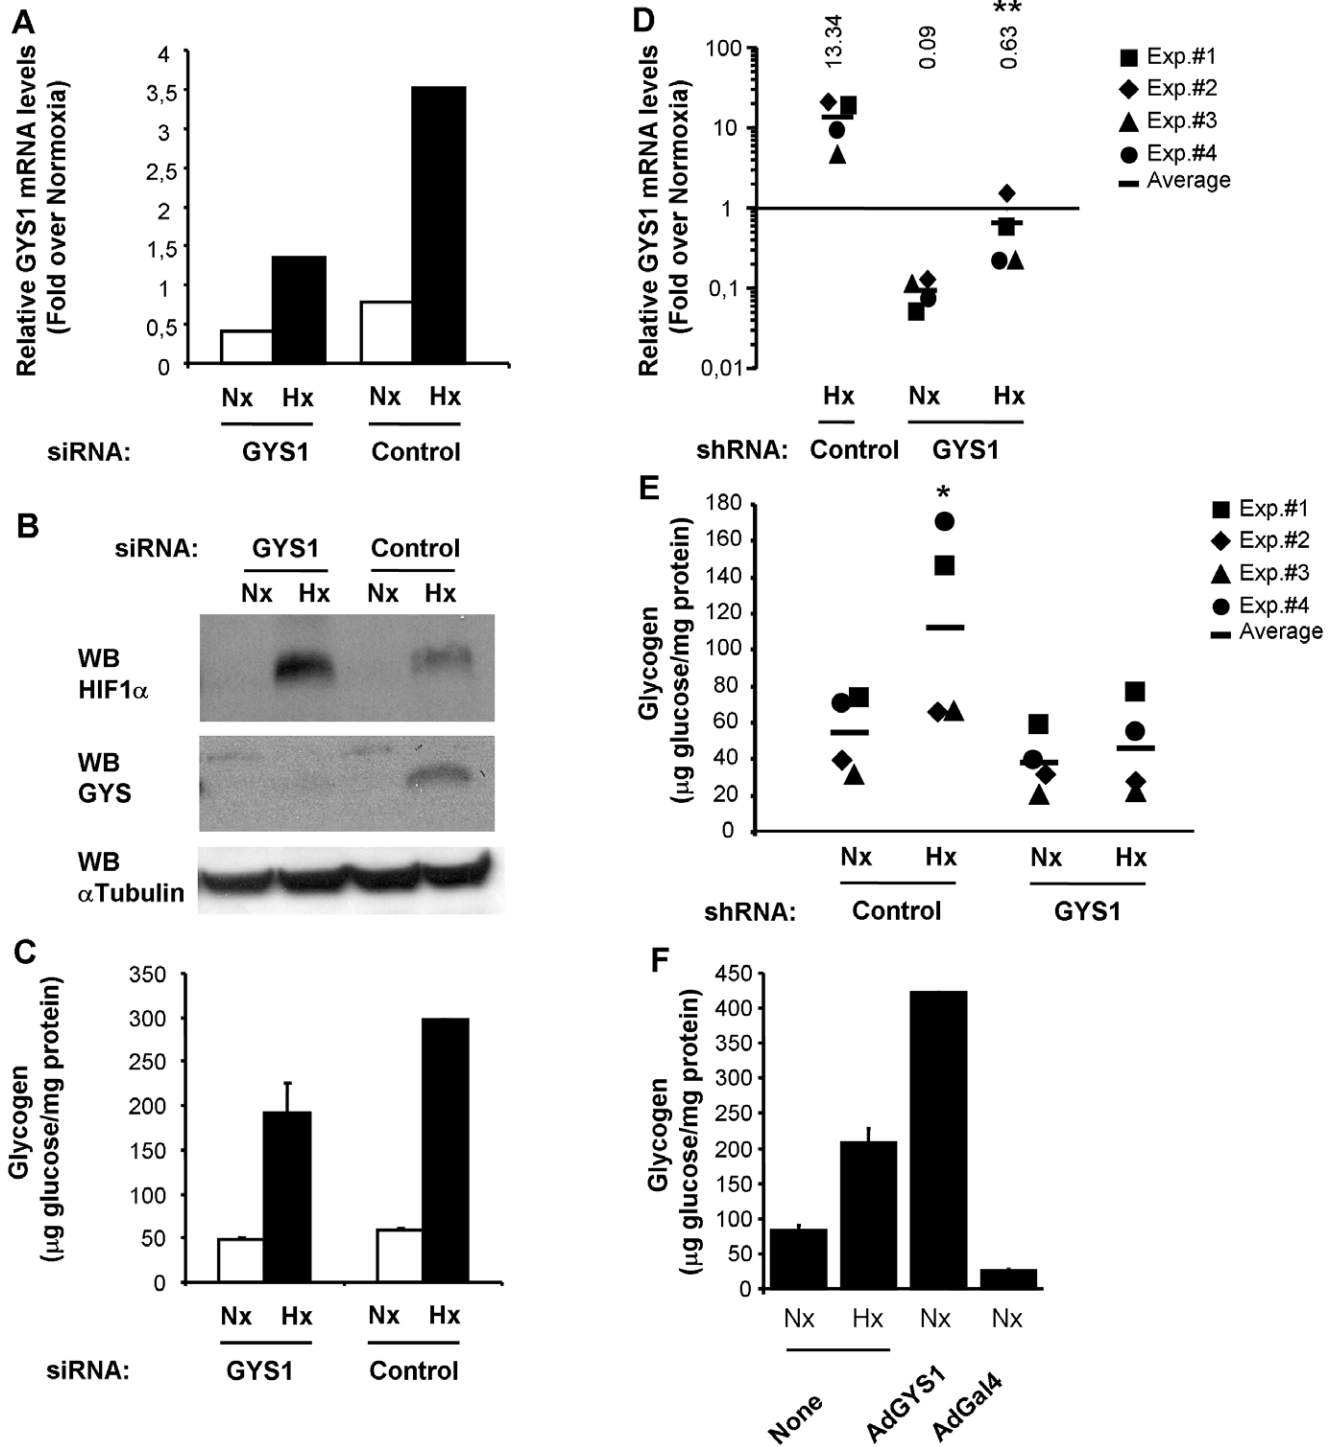 A
Relative GYS1 mRNA levels
(Fold over Normoxia)
4
3,5
3
2,5
2
1,5
1
0,5
0
Nx Hx Nx Hx
siRNA: GYS1 Control
B
siRNA: GYS1 Control
Nx Hx Nx Hx
WB
HIF1α
WB
GYS
WB
αTubulin
C
Glycogen
(μg glucose/mg protein)
350
300
250
200
150
100
50
0
Nx Hx Nx Hx
siRNA: GYS1 Control
D
Relative GYS1 mRNA levels
(Fold over Normoxia)
**
13.34 0.09 0.63
100
10
1
0,1
0,01
Exp.#1
Exp.#2
Exp.#3
Exp.#4
Average
Hx Nx Hx
shRNA: Control GYS1
E
Glycogen
(μg glucose/mg protein)
*
180
160
140
120
100
80
60
40
20
0
Exp.#1
Exp.#2
Exp.#3
Exp.#4
Average
Nx Hx Nx Hx
shRNA: Control GYS1
F
Glycogen
(μg glucose/mg protein)
450
400
350
300
250
200
150
100
50
0
Nx Hx Nx Nx
None AdGYS1 AdGal4